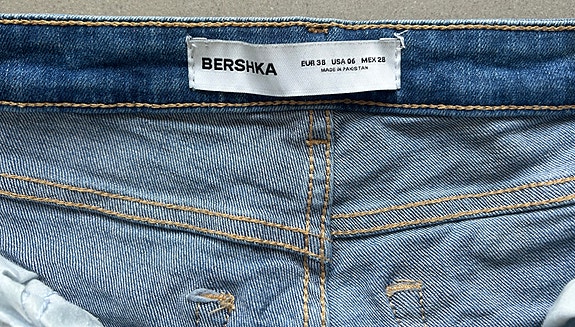 BERSHKA
EUR 38 USA 06 MEX 28
MADE IN PAKISTAN